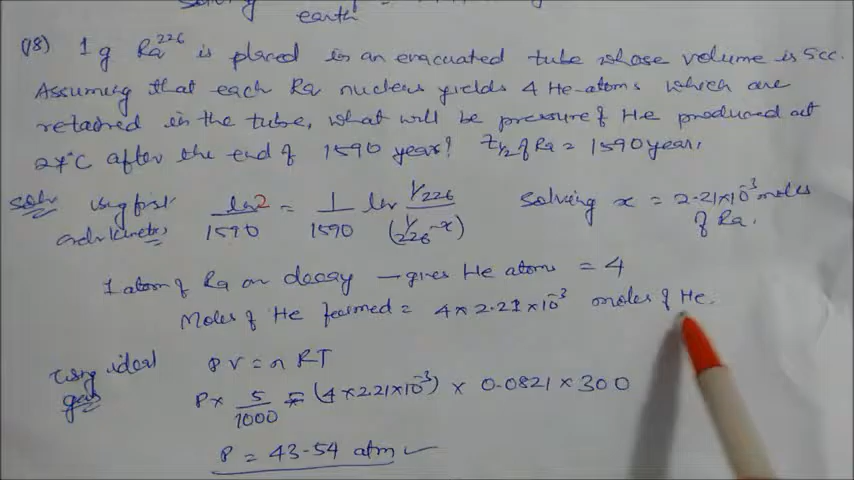 earth
(18) 1g Ra²²⁶ is placed in an evacuated tube whose volume is 5cc.
Assuming that each Ra nucleus yields 4 He-atoms which are
retained in the tube, what will be pressure of He produced at
27°C after the end of 1590 year? t½ of Ra = 1590 year.
Soln Using first order kinetic, ln2/1590 = 1/1590 ln (1/226)/(1/226 - x) Solving x = 2.21×10⁻³ moles of Ra.
1 atom of Ra on decay - gives He atoms = 4
Moles of He formed = 4 × 2.21 × 10⁻³ moles of He.
Using ideal gas PV = nRT
P × 5/1000 = (4 × 2.21 × 10⁻³) × 0.0821 × 300
P = 43.54 atm